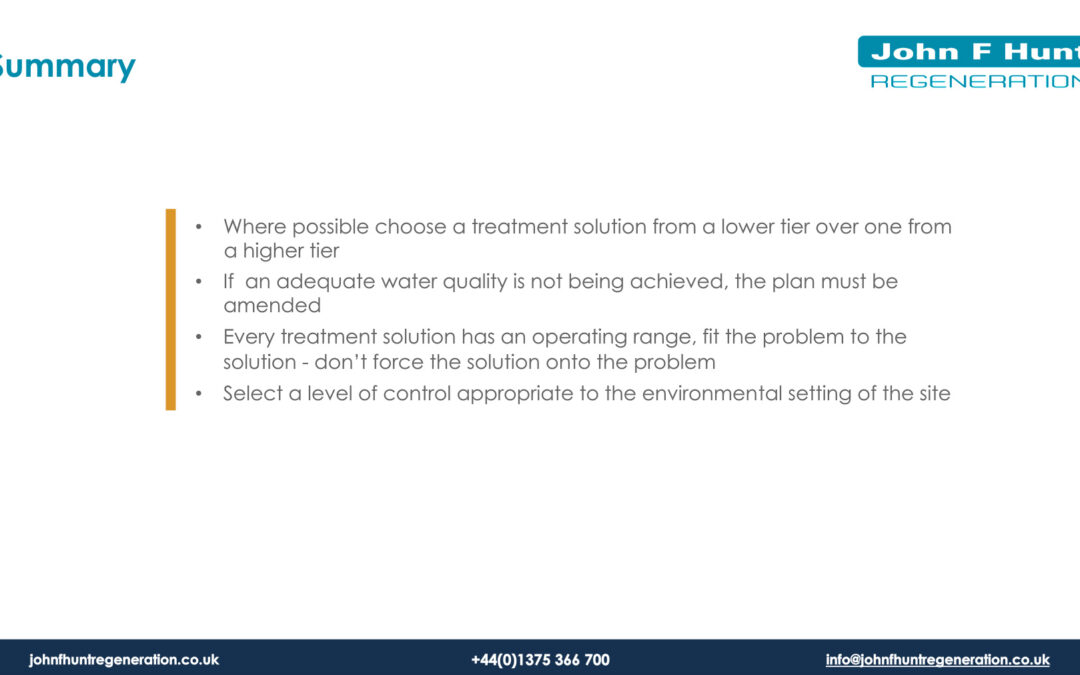 Summary
John F Hunt
REGENERATION
• Where possible choose a treatment solution from a lower tier over one from
a higher tier
• If  an adequate water quality is not being achieved, the plan must be
amended
• Every treatment solution has an operating range, fit the problem to the
solution - don’t force the solution onto the problem
• Select a level of control appropriate to the environmental setting of the site
johnfhuntregeneration.co.uk
+44(0)1375 366 700
info@johnfhuntregeneration.co.uk